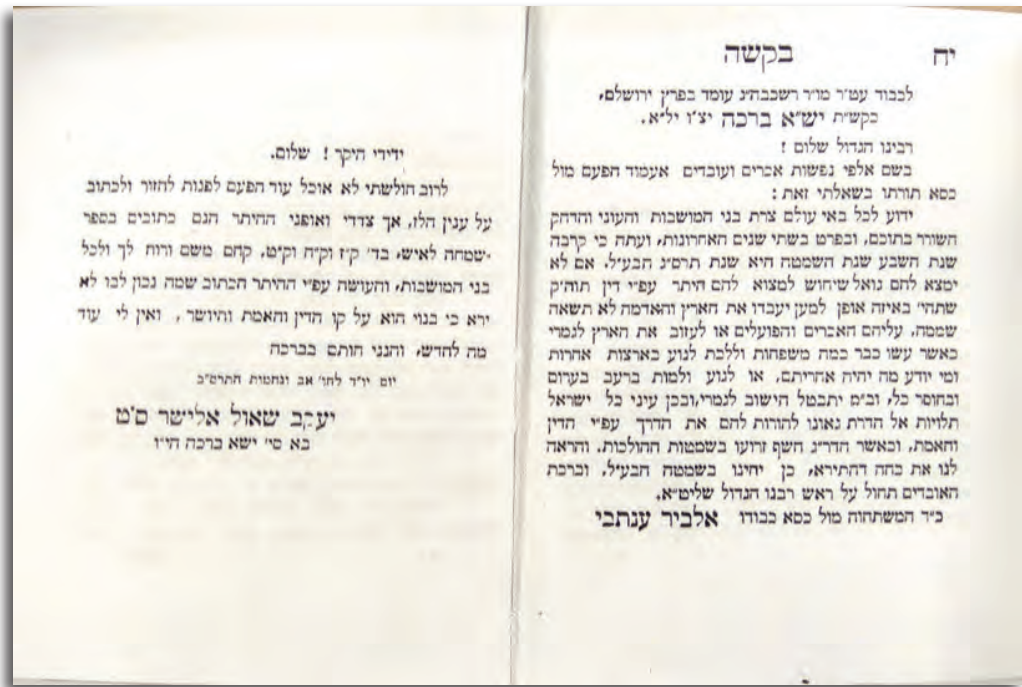 יח בקשה
לכבוד עט״ר מו״ר רשכבה״ג עומד בפרץ ירושלם,
בקש״ת יש״א ברכה יצ״ו יל״א.
רבינו הגדול שלום !
בשם אלפי נפשות אכרים ועובדים אעמוד הפעם מול
כסא תורתו בשאלתי זאת :
ידוע לכל באי עולם צרת בני המושבות והעוני והדחק
השורר בתוכם, ובפרט בשתי שנים האחרונות, ועתה כי קרבה
שנת השבע שנת השמטה היא שנת תרס״ג הבע״ל, אם לא
ימצא להם גואל שיחוש למצוא להם היתר עפ״י דין תוה״ק
שתהי׳ באיזה אופן למען יעבדו את הארץ והאדמה לא תשאה
שממה, עליהם האכרים והפועלים או לעזוב את הארץ לגמרי
כאשר עשו כבר כמה משפחות וללכת לנוע בארצות אחרות
ומי יודע מה יהיה אחריתם, או לגוע ולמות ברעב בערום
ובחוסר כל, וב״מ יתבטל הישוב לגמרי,ובכן עיני כל ישראל
תלויות אל הדרת גאונו להורות להם את הדרך עפ״י הדין
והאמת, וכאשר הדר״ג חשף זרועו בשמטות ההולכות, והראה
לנו את כחה דהתירא, כן יחינו בשמטה הבע״ל, וברכת
האובדים תחול על ראש רבנו הגדול שליט״א,
כ״ד המשתחוה מול כסא כבודו אלביר ענתבי
ידידי היקר ! שלום.
לרוב חולשתי לא אוכל עוד הפעם לפנות לחזור ולכתוב
על ענין הלז, אך צדדי ואופני ההיתר הנם כתובים בספר
שמחה לאיש, בד׳ ק״ז וק״ח וק״ט, קחם משם ורוח לך ולכל
בני המושבות, והעושה עפ״י ההיתר הכתוב שמה נכון לבו לא
ירא כי בנוי הוא על קו הדין והאמת והיושר , ואין לי עוד
מה לחדש, והנני חותם בברכה
יום יו״ד לחו׳ אב ונחמות התרס״ב
יעקב שאול אלישר ס״ט
בא סי׳ ישא ברכה הי״ו